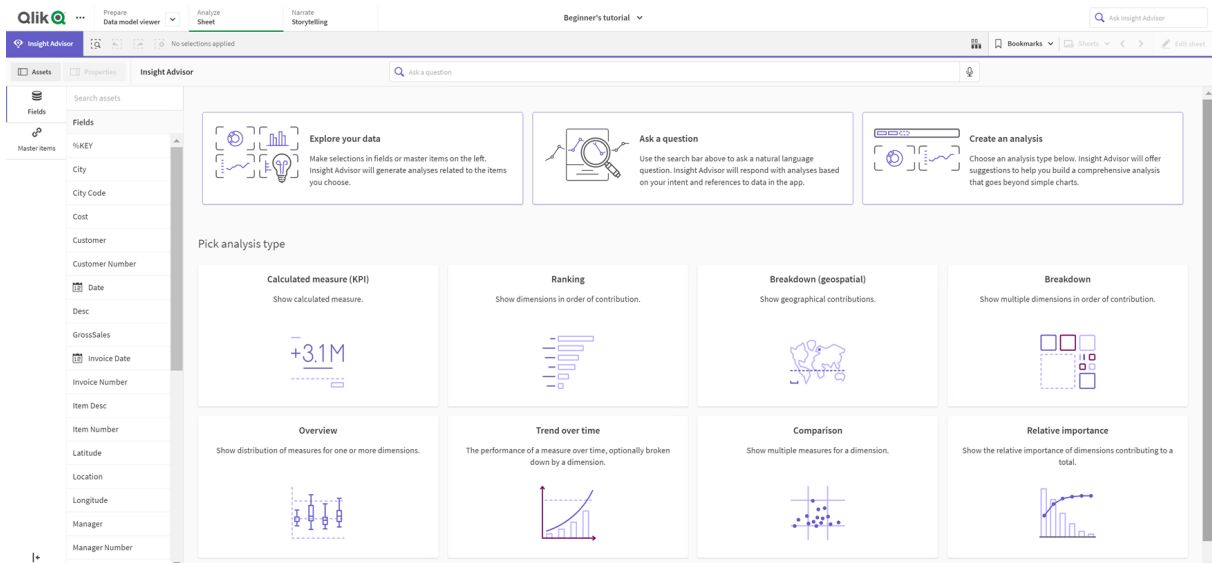 Qlik
Prepare
Data model viewer
Analyze
Sheet
Narrate
Storytelling
Beginner's tutorial
Ask Insight Advisor
Insight Advisor
No selections applied
Bookmarks
Sheets
Edit sheet
Assets
Properties
Insight Advisor
Ask a question
Fields
Master items
Search assets
Fields
%KEY
City
City Code
Cost
Customer
Customer Number
Date
Desc
GrossSales
Invoice Date
Invoice Number
Item Desc
Item Number
Latitude
Location
Longitude
Manager
Manager Number
Explore your data
Make selections in fields or master items on the left.
Insight Advisor will generate analyses related to the items
you choose.
Ask a question
Use the search bar above to ask a natural language
question. Insight Advisor will respond with analyses based
on your intent and references to data in the app.
Create an analysis
Choose an analysis type below. Insight Advisor will offer
suggestions to help you build a comprehensive analysis
that goes beyond simple charts.
Pick analysis type
Calculated measure (KPI)
Show calculated measure.
+3.1M
Ranking
Show dimensions in order of contribution.
Breakdown (geospatial)
Show geographical contributions.
Breakdown
Show multiple dimensions in order of contribution.
Overview
Show distribution of measures for one or more dimensions.
Trend over time
The performance of a measure over time, optionally broken
down by a dimension.
Comparison
Show multiple measures for a dimension.
Relative importance
Show the relative importance of dimensions contributing to a
total.